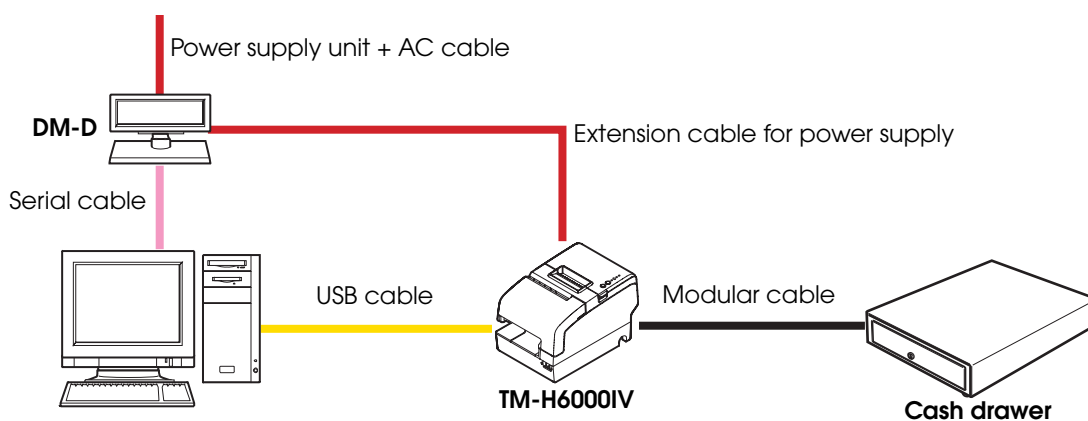 Power supply unit + AC cable
DM-D
Extension cable for power supply
Serial cable
USB cable
Modular cable
TM-H6000IV
Cash drawer